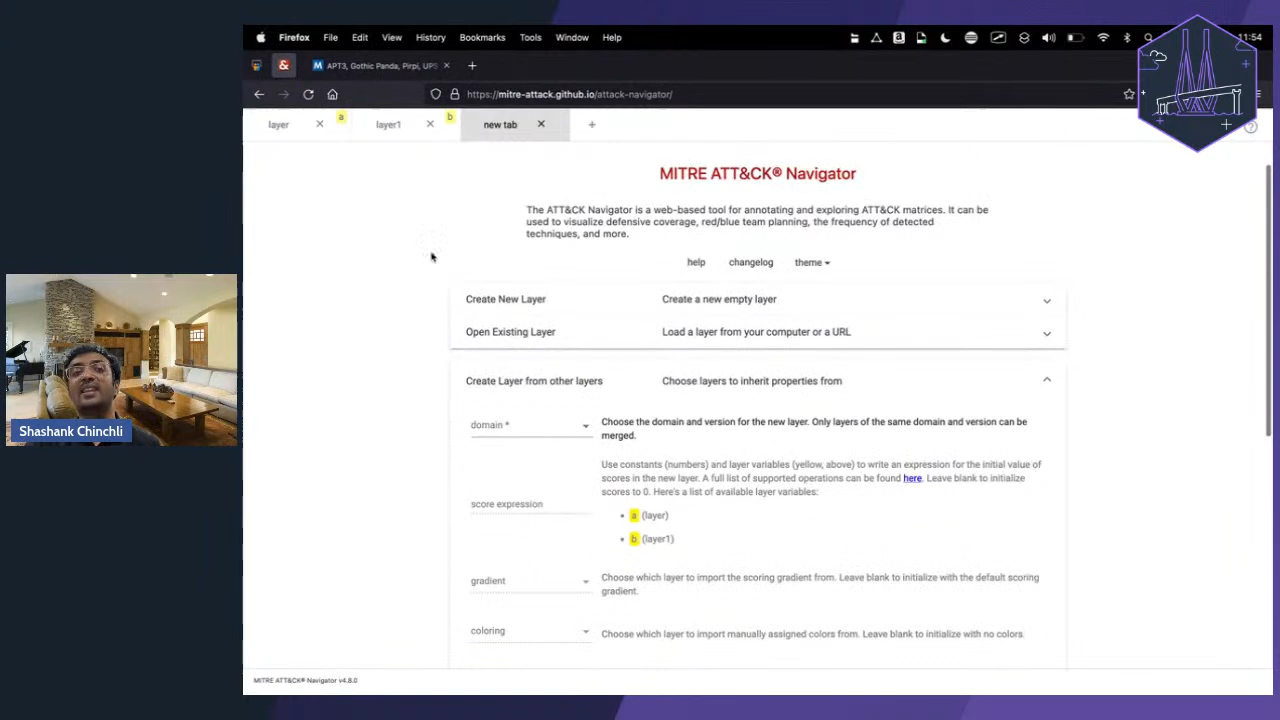 Firefox File Edit View History Bookmarks Tools Window Help 11:54
& M APT3, Gothic Panda, Pirpi, UPS × +
https://mitre-attack.github.io/attack-navigator/
layer × a layer1 × b new tab × +
MITRE ATT&CK® Navigator
The ATT&CK Navigator is a web-based tool for annotating and exploring ATT&CK matrices. It can be
used to visualize defensive coverage, red/blue team planning, the frequency of detected
techniques, and more.
help changelog theme
Create New Layer Create a new empty layer
Open Existing Layer Load a layer from your computer or a URL
Create Layer from other layers Choose layers to inherit properties from
domain * Choose the domain and version for the new layer. Only layers of the same domain and version can be
merged.
Use constants (numbers) and layer variables (yellow, above) to write an expression for the initial value of
scores in the new layer. A full list of supported operations can be found here. Leave blank to initialize
scores to 0. Here's a list of available layer variables:
score expression
• a (layer)
• b (layer1)
gradient Choose which layer to import the scoring gradient from. Leave blank to initialize with the default scoring
gradient.
coloring Choose which layer to import manually assigned colors from. Leave blank to initialize with no colors.
MITRE ATT&CK® Navigator v4.8.0
Shashank Chinchli